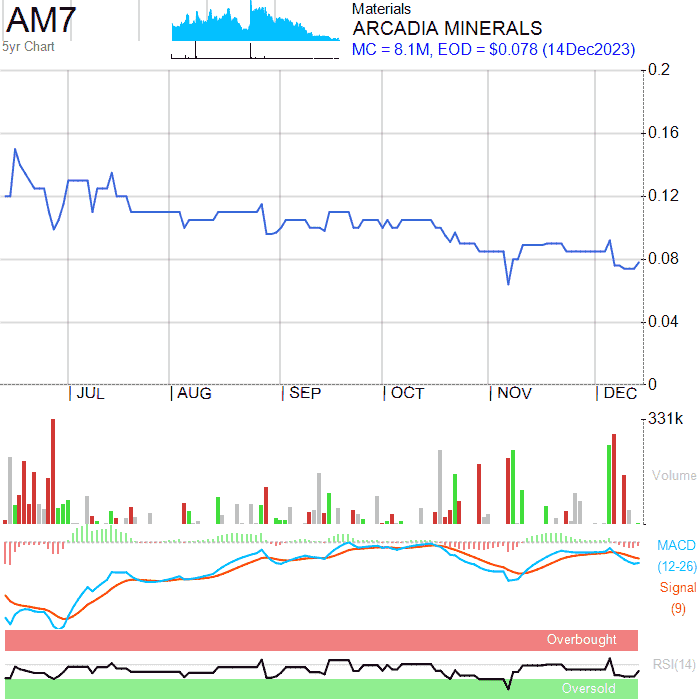 AM7
5yr Chart
Materials
ARCADIA MINERALS
MC = 8.1M, EOD = $0.078 (14Dec2023)
0.2
0.16
0.12
0.08
0.04
0
JUL AUG SEP OCT NOV DEC
331k
Volume
MACD
(12-26)
Signal
(9)
Overbought
RSI(14)
Oversold